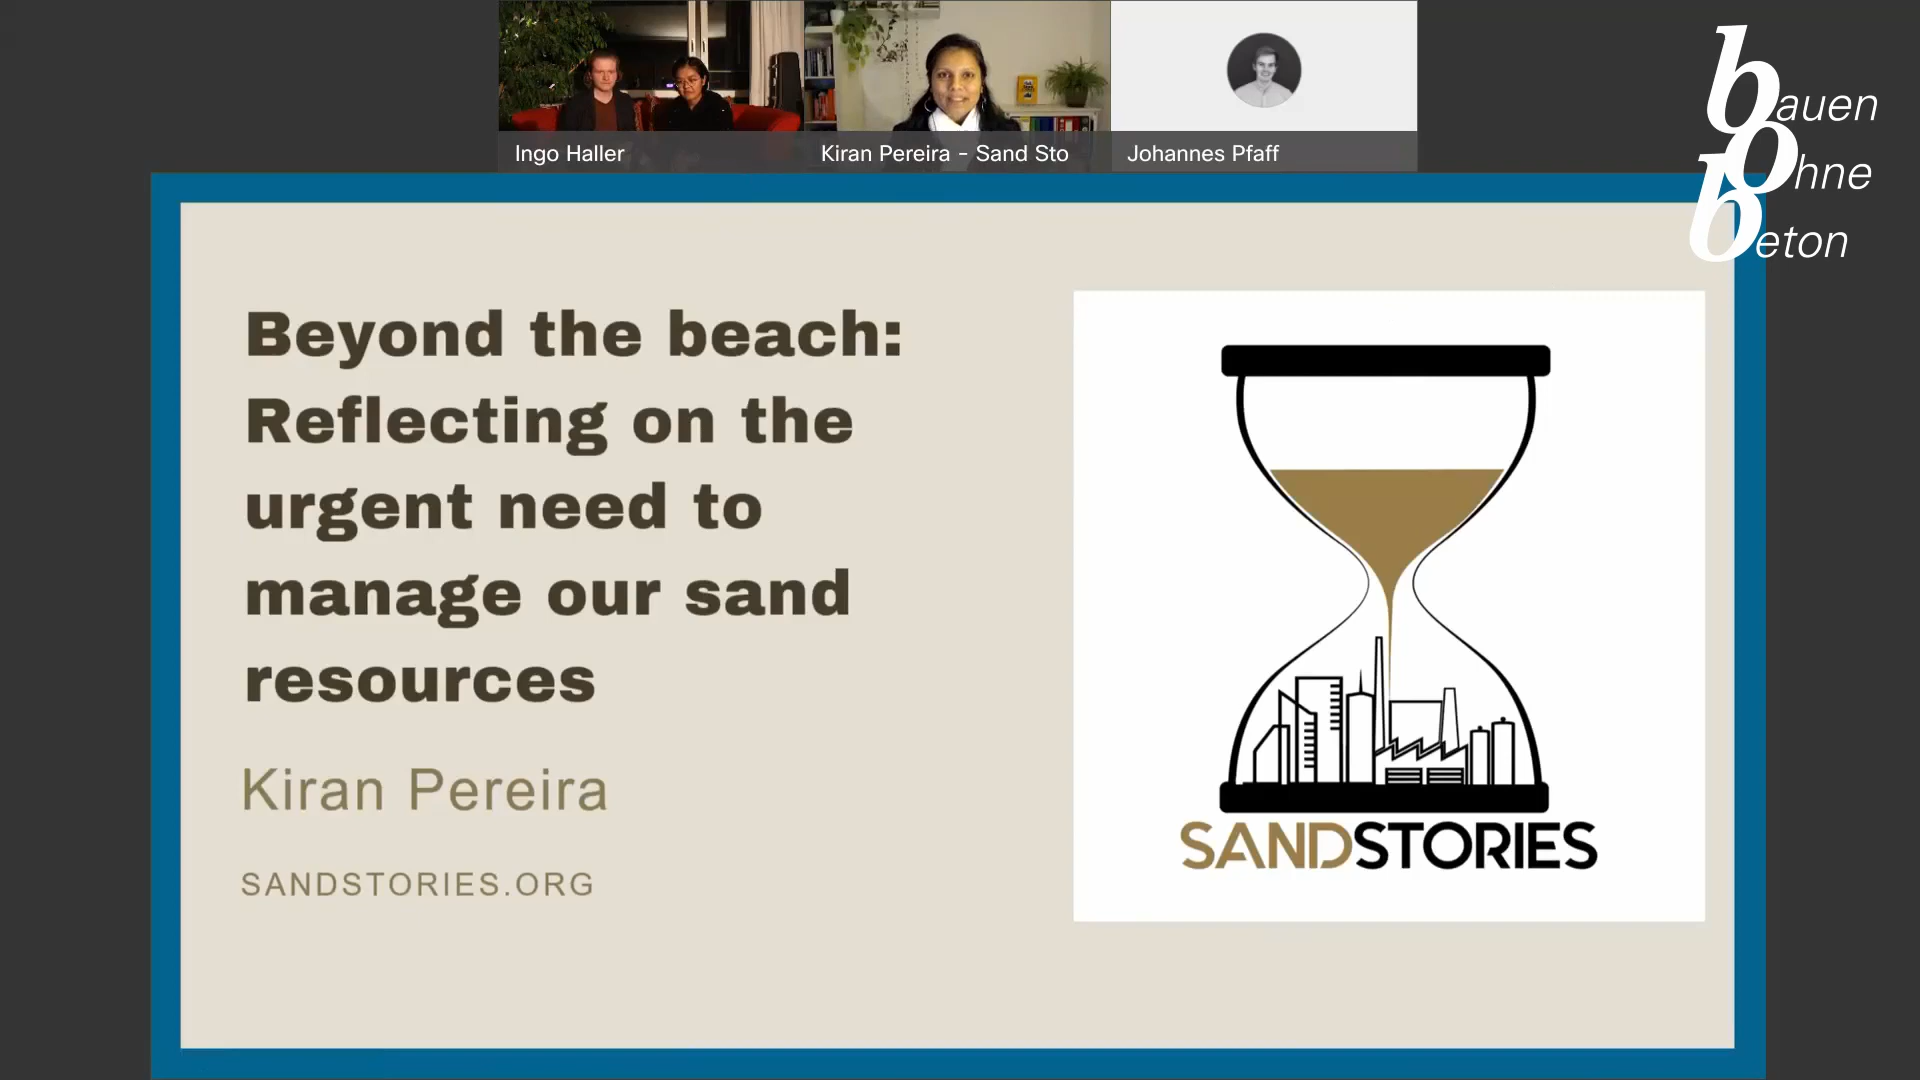 Ingo Haller
Kiran Pereira - Sand Sto
Johannes Pfaff
bauen
ohne
beton
Beyond the beach:
Reflecting on the
urgent need to
manage our sand
resources
Kiran Pereira
SANDSTORIES.ORG
SANDSTORIES